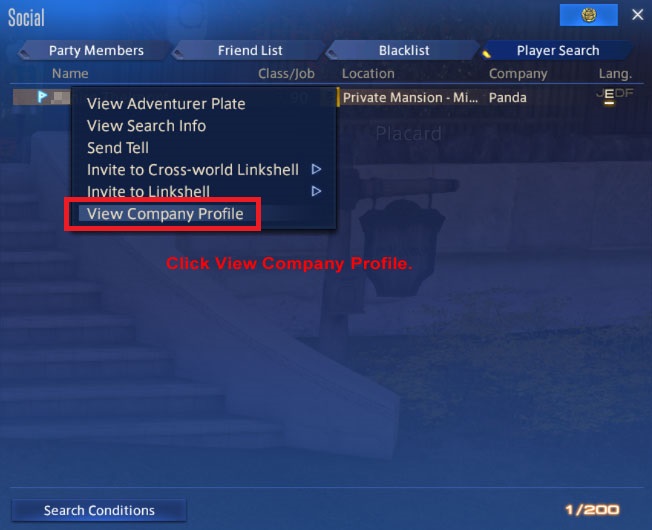 Social
Party Members Friend List Blacklist Player Search
Name Class/Job Location Company Lang.
90 Private Mansion - Mi... Panda JEDF
View Adventurer Plate
View Search Info
Send Tell
Invite to Cross-world Linkshell
Invite to Linkshell
View Company Profile
Placard
Click View Company Profile.
Search Conditions 1/200